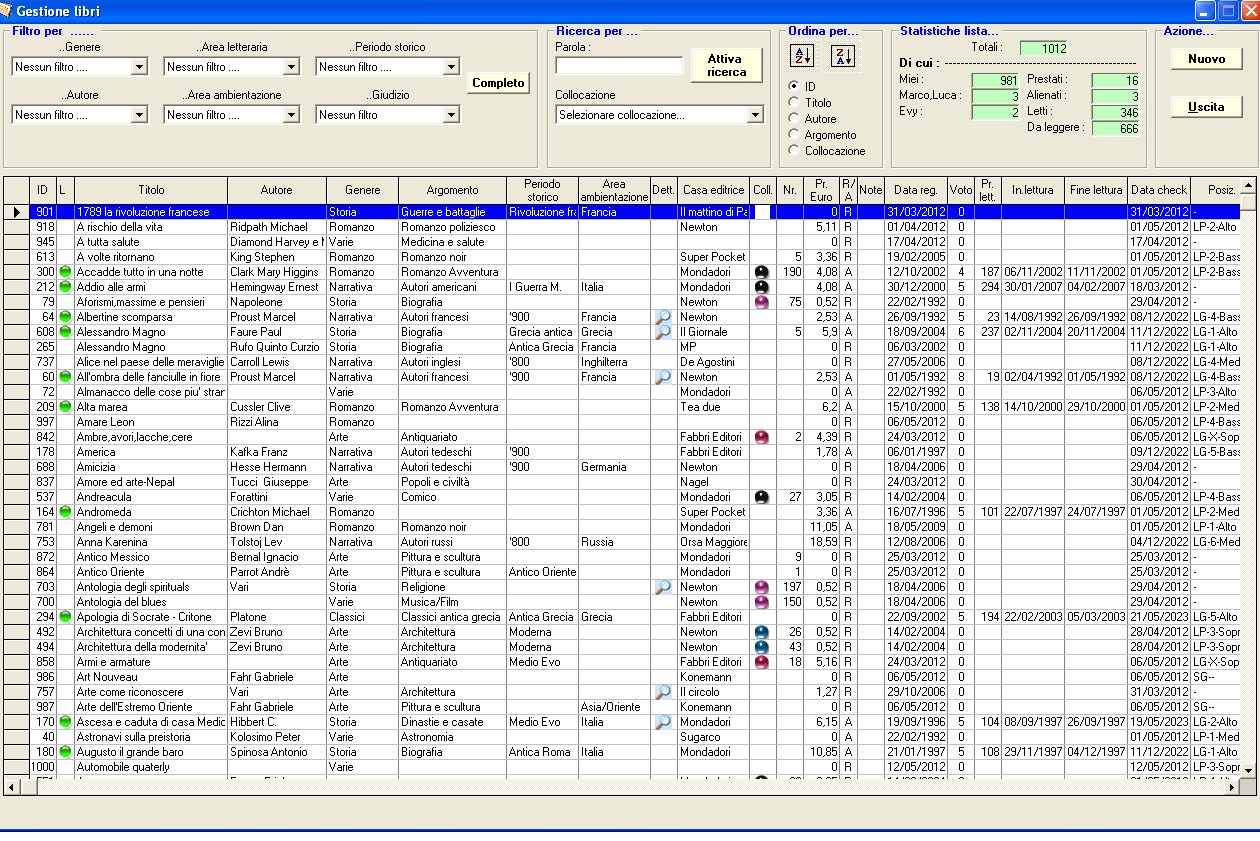 Gestione libri
Filtro per ......
..Genere ..Area letteraria ..Periodo storico
Nessun filtro .... Nessun filtro .... Nessun filtro ....
Completo
..Autore ..Area ambientazione ..Giudizio
Nessun filtro .... Nessun filtro .... Nessun filtro
Ricerca per ...
Parola :
Attiva ricerca
Collocazione
Selezionare collocazione...
Ordina per...
A Z Z A
ID
Titolo
Autore
Argomento
Collocazione
Statistiche lista...
Totali : 1012
Di cui : --------------------------------------------------
Miei : 981 Prestati : 16
Marco,Luca : 3 Alienati : 3
Evy : 2 Letti : 346
Da leggere : 666
Azione...
Nuovo
Uscita
ID L Titolo Autore Genere Argomento Periodo storico Area ambientazione Dett. Casa editrice Coll. Nr. Pr. Euro R/A Note Data reg. Voto Pr. lett. In.lettura Fine lettura Data check Posiz.
901 1789 la rivoluzione francese Storia Guerre e battaglie Rivoluzione fra Francia Il mattino di Pa 0 R 31/03/2012 0 31/03/2012 -
918 A rischio della vita Ridpath Michael Romanzo Romanzo poliziesco Newton 5,11 R 01/04/2012 0 01/05/2012 LP-2-Alto
945 A tutta salute Diamond Harvey e Varie Medicina e salute 0 R 17/04/2012 0 17/04/2012 -
613 A volte ritornano King Stephen Romanzo Romanzo noir Super Pocket 5 3,36 R 19/02/2005 0 01/05/2012 LP-2-Bass
300 Accadde tutto in una notte Clark Mary Higgins Romanzo Romanzo Avventura Mondadori 190 4,08 A 12/10/2002 4 187 06/11/2002 11/11/2002 01/05/2012 LP-2-Bass
212 Addio alle armi Hemingway Ernest Narrativa Autori americani I Guerra M. Italia Mondadori 4,08 A 30/12/2000 5 294 30/01/2007 04/02/2007 18/03/2012 -
79 Aforismi,massime e pensieri Napoleone Storia Biografia Newton 75 0,52 R 22/02/1992 0 29/04/2012 -
64 Albertine scomparsa Proust Marcel Narrativa Autori francesi '900 Francia Newton 2,53 A 26/09/1992 5 23 14/08/1992 26/09/1992 08/12/2022 LG-4-Bass
608 Alessandro Magno Faure Paul Storia Biografia Grecia antica Grecia Il Giornale 5 5,9 A 18/09/2004 6 237 02/11/2004 20/11/2004 11/12/2022 LG-1-Alto
265 Alessandro Magno Rufo Quinto Curzio Storia Biografia Antica Grecia Francia MP R 06/03/2002 0 11/12/2022 LG-1-Alto
737 Alice nel paese delle meraviglie Carroll Lewis Narrativa Autori inglesi '800 Inghilterra De Agostini R 27/05/2006 0 08/12/2022 LG-4-Med
60 All'ombra delle fanciulle in fiore Proust Marcel Narrativa Autori francesi '900 Francia Newton 2,53 A 01/05/1992 8 19 02/04/1992 01/05/1992 08/12/2022 LG-4-Bass
72 Almanacco delle cose piu' strar Varie Mondadori 0 A 22/02/1992 0 06/05/2012 LP-3-Alto
209 Alta marea Cussler Clive Romanzo Romanzo Avventura Tea due 6,2 A 15/10/2000 5 138 14/10/2000 29/10/2000 01/05/2012 LP-2-Med
997 Amare Leon Rizzi Alina Romanzo 0 R 06/05/2012 0 06/05/2012 LP-4-Bass
842 Ambre,avori,lacche,cere Arte Antiquariato Fabbri Editori 2 4,39 R 24/03/2012 0 06/05/2012 LG-X-Sop
178 America Kafka Franz Narrativa Autori tedeschi '900 Fabbri Editori 1,78 A 06/01/1997 0 09/12/2022 LG-5-Bass
688 Amicizia Hesse Hermann Narrativa Autori tedeschi '900 Germania Newton 0 R 18/04/2006 0 29/04/2012 -
837 Amore ed arte-Nepal Tucci Giuseppe Arte Popoli e civiltà Nagel 0 R 24/03/2012 0 30/04/2012 -
537 Andreacula Forattini Varie Comico Mondadori 27 3,05 R 14/02/2004 0 06/05/2012 LP-4-Bass
164 Andromeda Crichton Michael Romanzo Super Pocket 3,36 A 16/07/1996 5 101 22/07/1997 24/07/1997 01/05/2012 LP-2-Med
781 Angeli e demoni Brown Dan Romanzo Romanzo noir Mondadori 11,05 A 18/05/2009 0 01/05/2012 LP-1-Alto
753 Anna Karenina Tolstoj Lev Narrativa Autori russi '800 Russia Orsa Maggiore 18,59 R 12/08/2006 0 04/12/2022 LG-6-Med
872 Antico Messico Bernal Ignacio Arte Pittura e scultura Mondadori 9 0 R 25/03/2012 0 25/03/2012 -
864 Antico Oriente Parrot Andrè Arte Pittura e scultura Antico Oriente Mondadori 1 0 R 25/03/2012 0 25/03/2012 -
703 Antologia degli spirituals Vari Storia Religione Newton 197 0,52 R 18/04/2006 0 29/04/2012 -
700 Antologia del blues Varie Musica/Film Newton 150 0,52 R 18/04/2006 0 29/04/2012 -
294 Apologia di Socrate - Critone Platone Classici Classici antica grecia Antica Grecia Grecia Fabbri Editori 0 A 22/09/2002 5 194 22/02/2003 05/03/2003 21/05/2023 LG-5-Alto
492 Architettura concetti di una con Zevi Bruno Arte Architettura Moderna Newton 26 0,52 R 14/02/2004 0 28/04/2012 LP-3-Sopr
494 Architettura della modernita' Zevi Bruno Arte Architettura Moderna Newton 43 0,52 R 14/02/2004 0 28/04/2012 LP-3-Sopr
858 Armi e armature Arte Antiquariato Medio Evo Fabbri Editori 18 5,16 R 24/03/2012 0 06/05/2012 LG-X-Sop
986 Art Nouveau Fahr Gabriele Arte Konemann 0 R 06/05/2012 0 06/05/2012 SG--
757 Arte come riconoscere Vari Arte Architettura Il circolo 1,27 R 29/10/2006 0 31/03/2012 -
987 Arte dell'Estremo Oriente Fahr Gabriele Arte Pittura e scultura Asia/Oriente Konemann 0 R 06/05/2012 0 06/05/2012 SG--
170 Ascesa e caduta di casa Medic Hibbert C. Storia Dinastie e casate Medio Evo Italia Mondadori 6,15 A 19/09/1996 5 104 08/09/1997 26/09/1997 19/05/2023 LG-2-Alto
40 Astronavi sulla preistoria Kolosimo Peter Varie Astronomia Sugarco 0 A 22/02/1992 0 01/05/2012 LP-1-Med
180 Augusto il grande baro Spinosa Antonio Storia Biografia Antica Roma Italia Mondadori 10,85 A 21/01/1997 5 108 29/11/1997 04/12/1997 11/12/2022 LG-1-Alto
1000 Automobile quaterly Varie 0 R 12/05/2012 0 12/05/2012 LP-3-Sopr